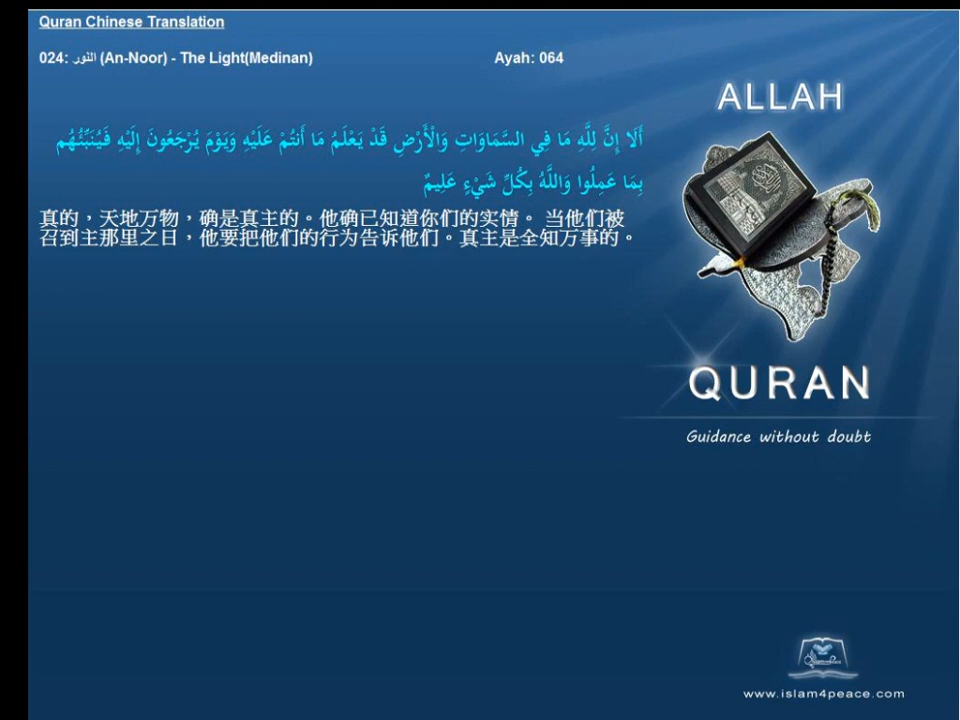 Quran Chinese Translation
024: النور (An-Noor) - The Light(Medinan) Ayah: 064
أَلَا إِنَّ لِلَّهِ مَا فِي السَّمَاوَاتِ وَالْأَرْضِ قَدْ يَعْلَمُ مَا أَنتُمْ عَلَيْهِ وَيَوْمَ يُرْجَعُونَ إِلَيْهِ فَيُنَبِّئُهُم
بِمَا عَمِلُوا وَاللَّهُ بِكُلِّ شَيْءٍ عَلِيمٌ
真的，天地万物，确是真主的。他确已知道你们的实情。 当他们被
召到主那里之日，他要把他们的行为告诉他们。真主是全知万事的。
ALLAH
QURAN
Guidance without doubt
www.islam4peace.com